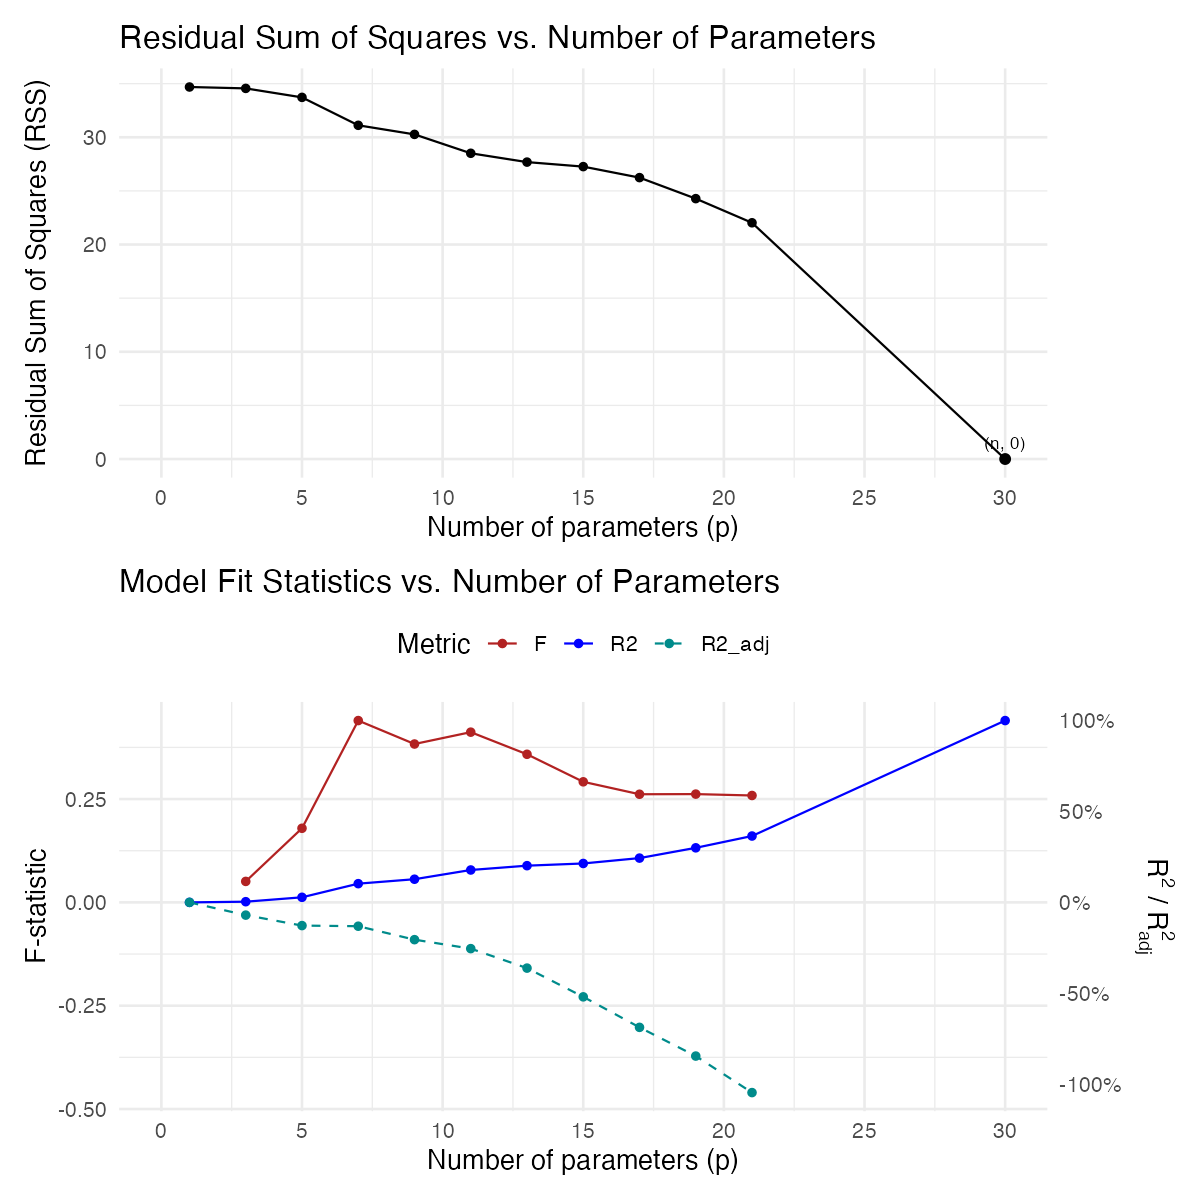 Residual Sum of Squares vs. Number of Parameters
Residual Sum of Squares (RSS)
30
20
10
0
(n, 0)
0 5 10 15 20 25 30
Number of parameters (p)
Model Fit Statistics vs. Number of Parameters
Metric F R2 R2_adj
F-statistic
0.25
0.00
-0.25
-0.50
100%
50%
0%
-50%
-100%
R² / R²adj
0 5 10 15 20 25 30
Number of parameters (p)